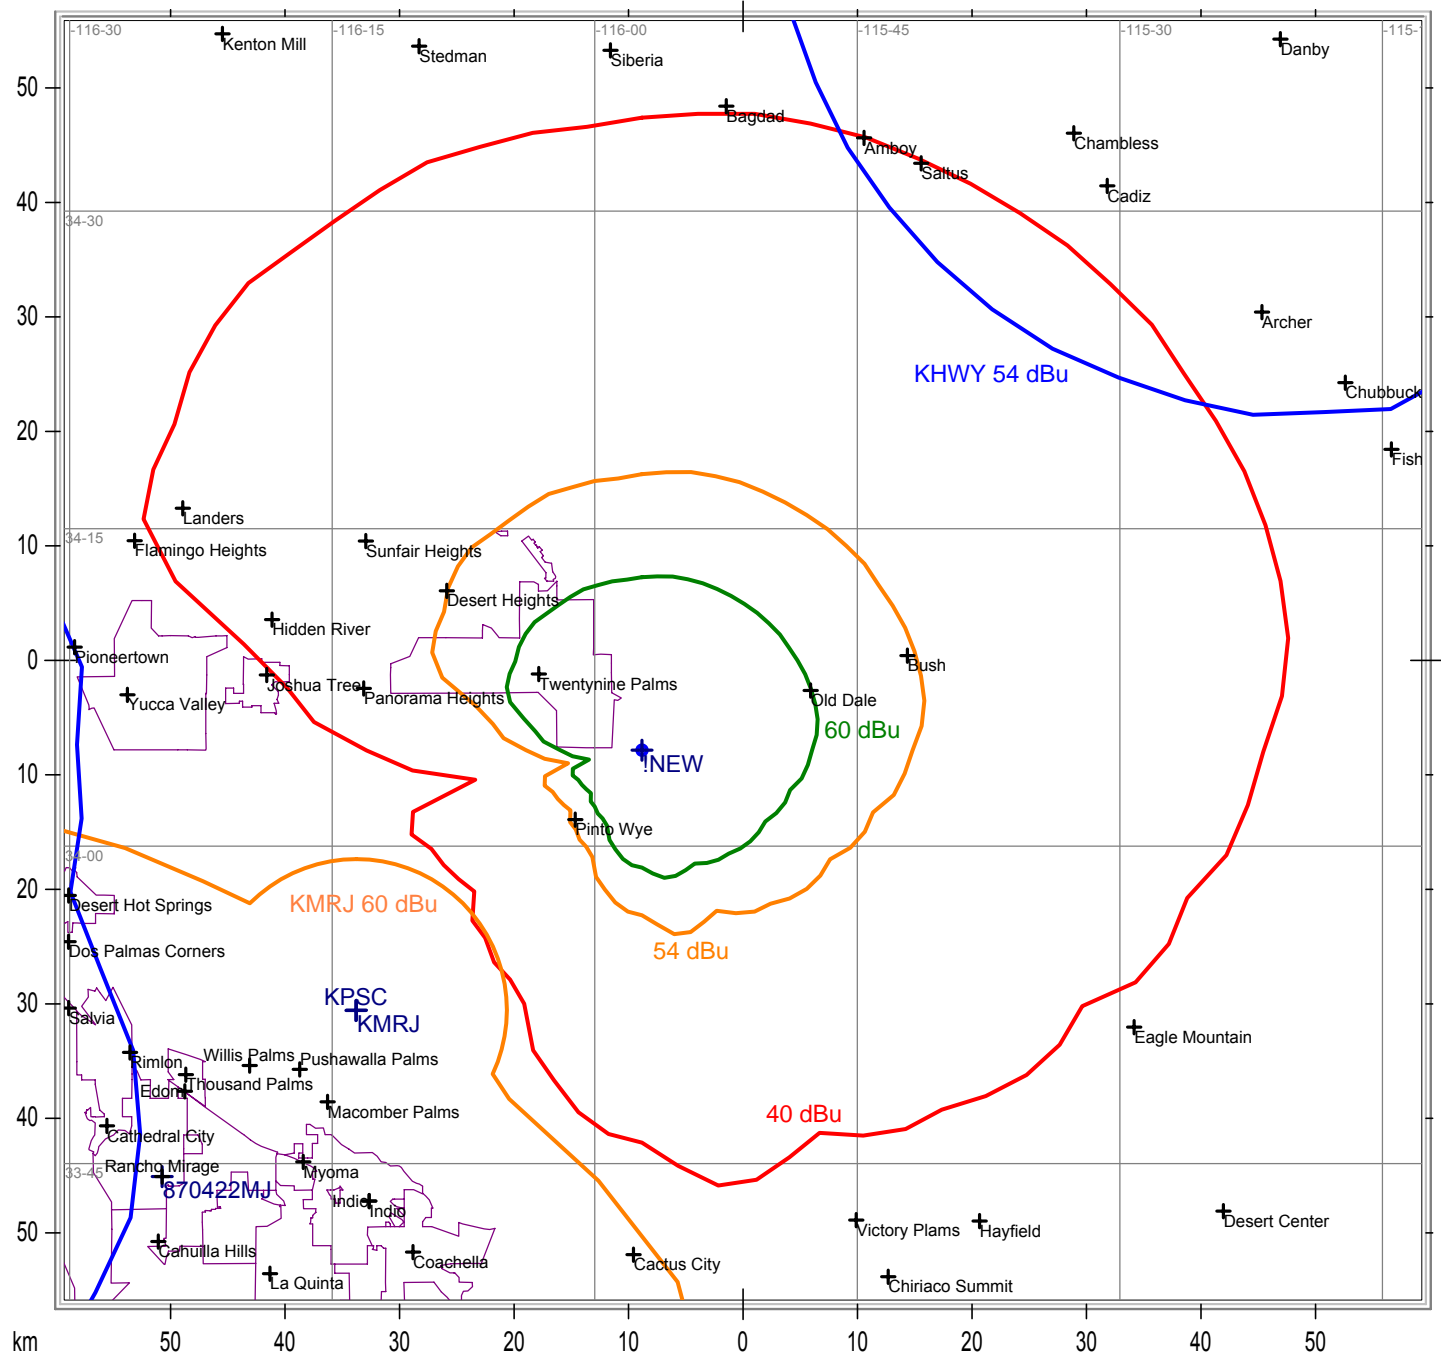 -116-30
-116-15
-116-00
-115-45
-115-30
Kenton Mill
Stedman
Siberia
Danby
50
Bagdad
Amboy
Chambless
Saltus
Cadiz
40
34-30
30
Archer
KHWY 54 dBu
Chubbuck
20
Fish
Landers
34-15
10
Flamingo Heights
Sunfair Heights
Desert Heights
Hidden River
0
Pioneertown
Bush
Joshua Tree
Twentynine Palms
Panorama Heights
Yucca Valley
Old Dale
60 dBu
!NEW
10
Pinto Wye
34-00
20
Desert Hot Springs
KMRJ 60 dBu
Dos Palmas Corners
54 dBu
KPSC
30
Salvia
KMRJ
Eagle Mountain
Willis Palms
Pushawalla Palms
Rimlon
Thousand Palms
Edom
Macomber Palms
40 dBu
40
Cathedral City
33-45
Rancho Mirage
Myoma
870422MJ
Indio
Indio
Victory Plams
Hayfield
Desert Center
50
Cahuilla Hills
Coachella
Cactus City
La Quinta
Chiriaco Summit
km
50
40
30
20
10
0
10
20
30
40
50